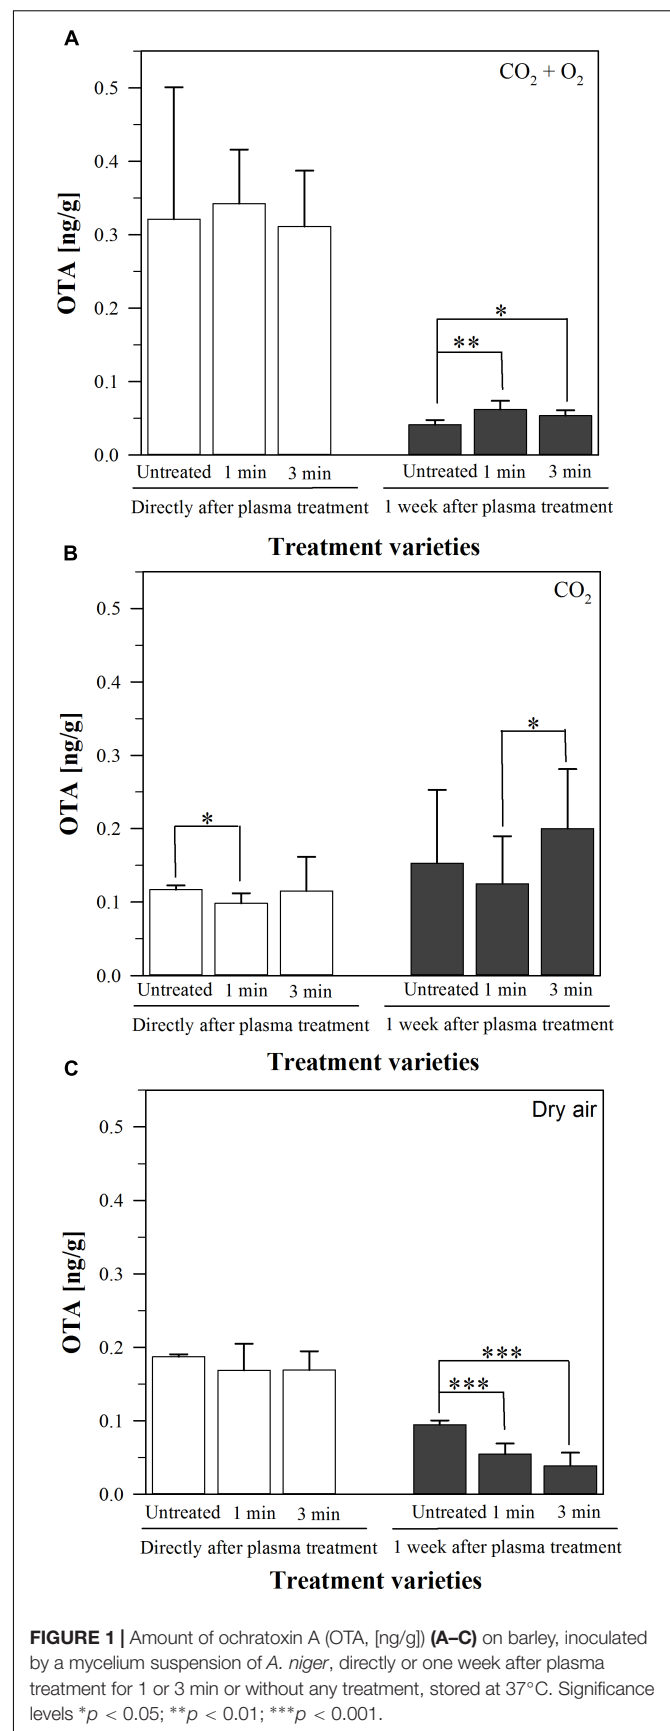 A
CO2 + O2
0.5
0.4
0.3
0.2
0.1
0.0
OTA [ng/g]
*
**
Untreated 1 min 3 min Untreated 1 min 3 min
Directly after plasma treatment 1 week after plasma treatment
Treatment varieties
B
CO2
0.5
0.4
0.3
0.2
0.1
0.0
OTA [ng/g]
*
*
Untreated 1 min 3 min Untreated 1 min 3 min
Directly after plasma treatment 1 week after plasma treatment
Treatment varieties
C
Dry air
0.5
0.4
0.3
0.2
0.1
0.0
OTA [ng/g]
***
***
Untreated 1 min 3 min Untreated 1 min 3 min
Directly after plasma treatment 1 week after plasma treatment
Treatment varieties
FIGURE 1 | Amount of ochratoxin A (OTA, [ng/g]) (A–C) on barley, inoculated
by a mycelium suspension of A. niger, directly or one week after plasma
treatment for 1 or 3 min or without any treatment, stored at 37°C. Significance
levels *p < 0.05; **p < 0.01; ***p < 0.001.